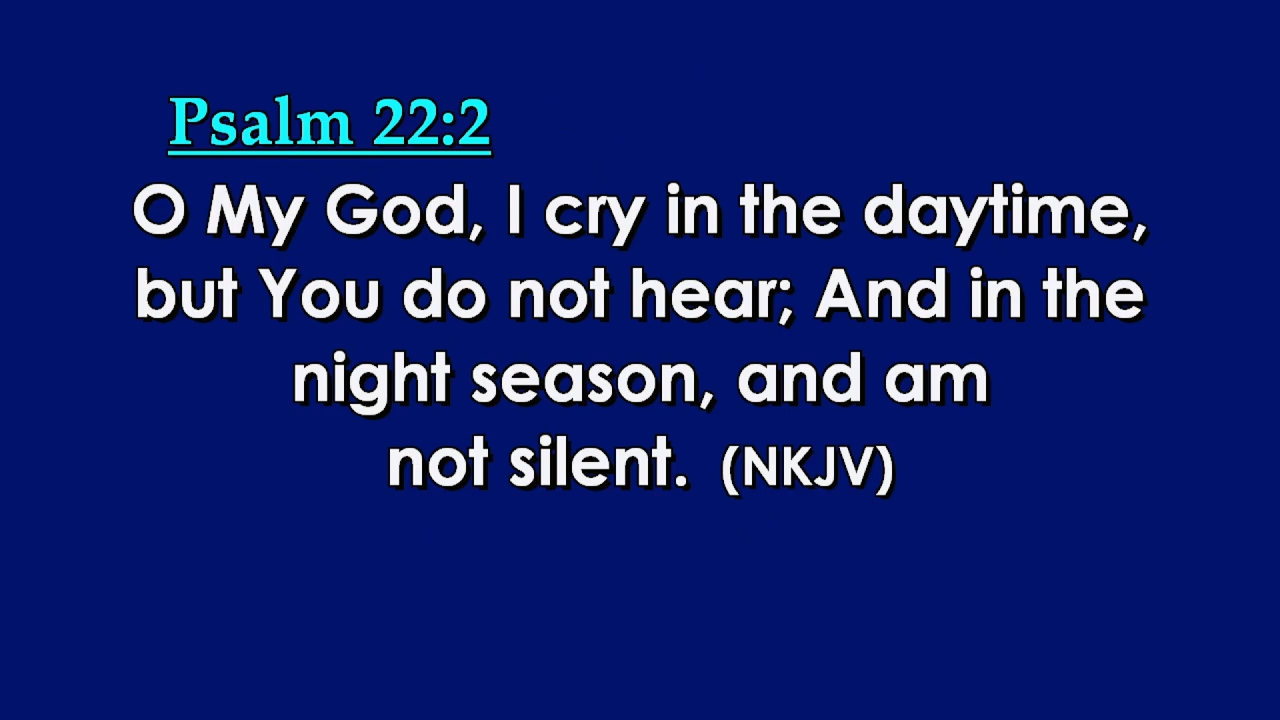 Psalm 22:2
O My God, I cry in the daytime,
but You do not hear; And in the
night season, and am
not silent. (NKJV)